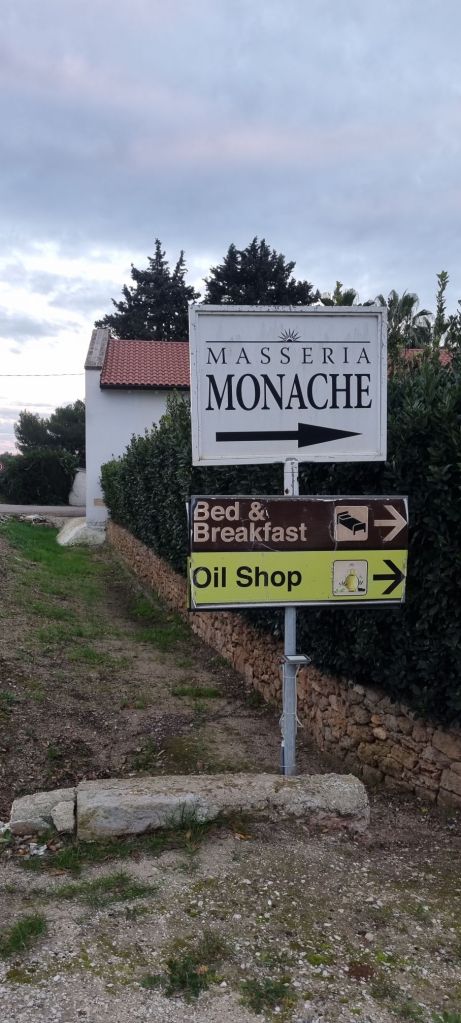 MASSERIA
MONACHE
Bed &
Breakfast
Oil Shop